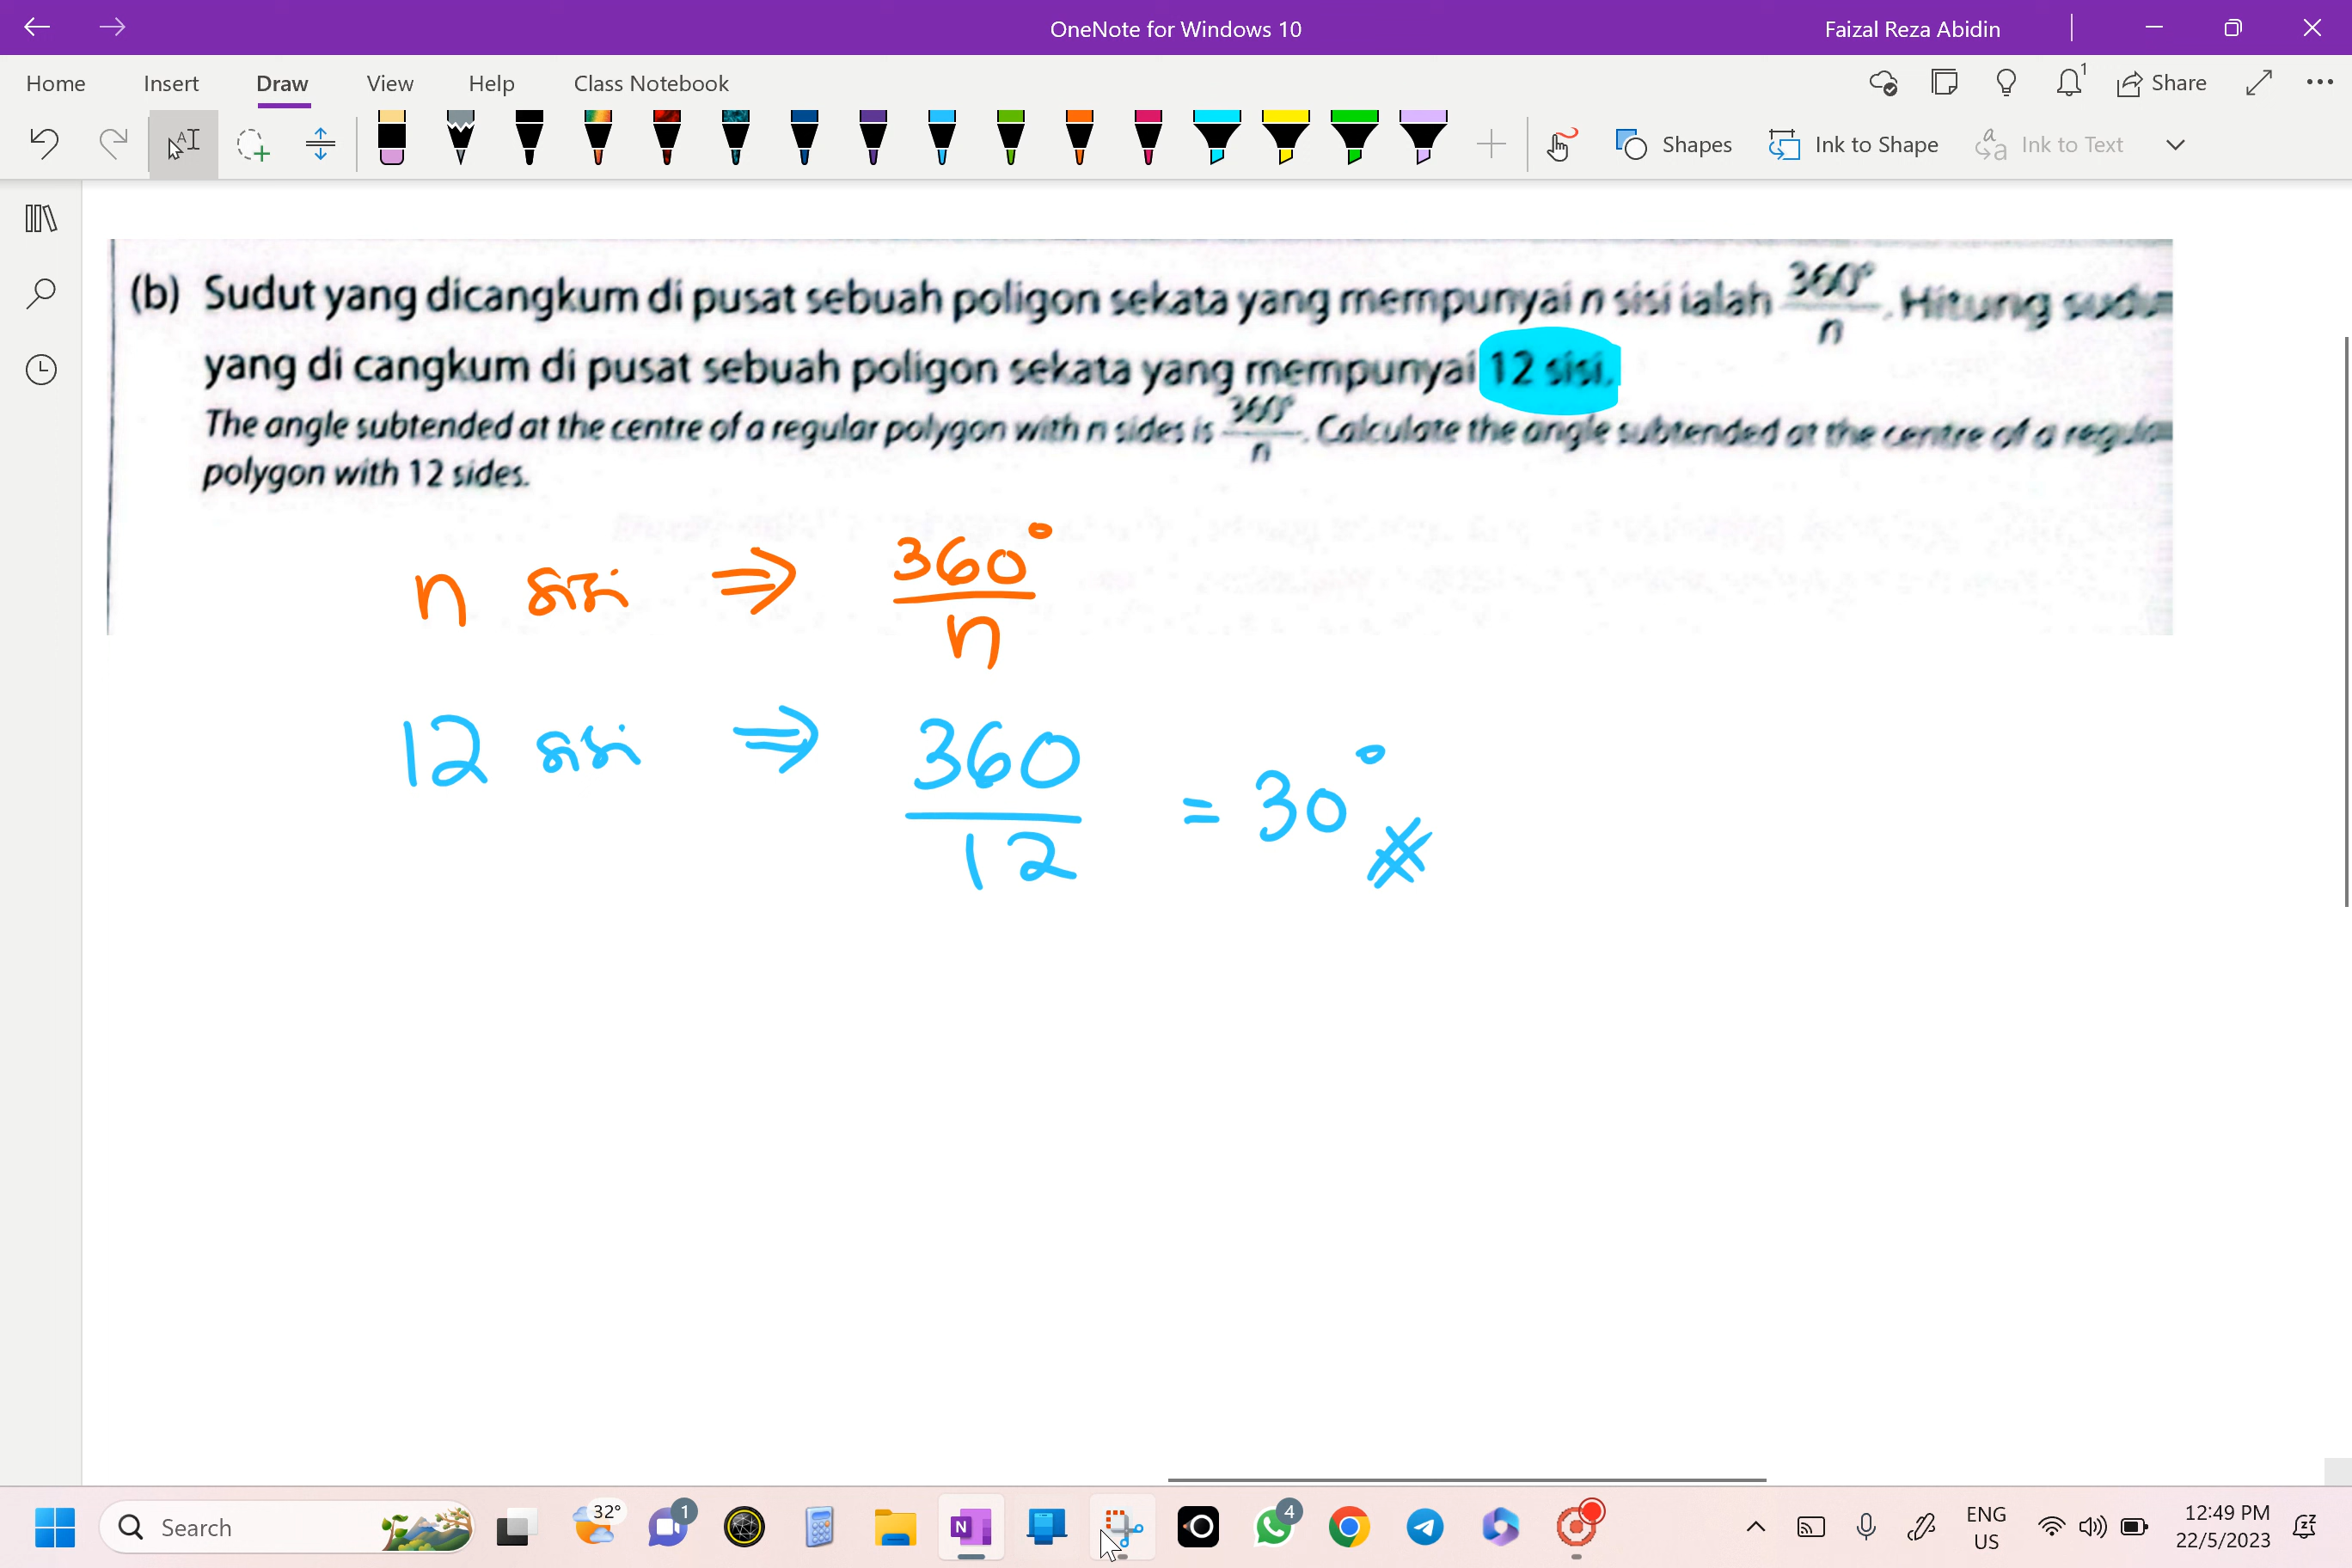 OneNote for Windows 10
Faizal Reza Abidin
Home Insert Draw View Help Class Notebook
1
Share
Shapes Ink to Shape Ink to Text
(b) Sudut yang dicangkum di pusat sebuah poligon sekata yang mempunyai n sisi ialah 360°/n. Hitung
yang di cangkum di pusat sebuah poligon sekata yang mempunyai 12 sisi.
The angle subtended at the centre of a regular polygon with n sides is 360°/n. Calculate the angle subtended at the centre of a
polygon with 12 sides.
n sisi ⇒ 360°/n
12 sisi ⇒ 360/12 = 30° #
Search
32°
1
N
4
ENG
US
12:49 PM
22/5/2023